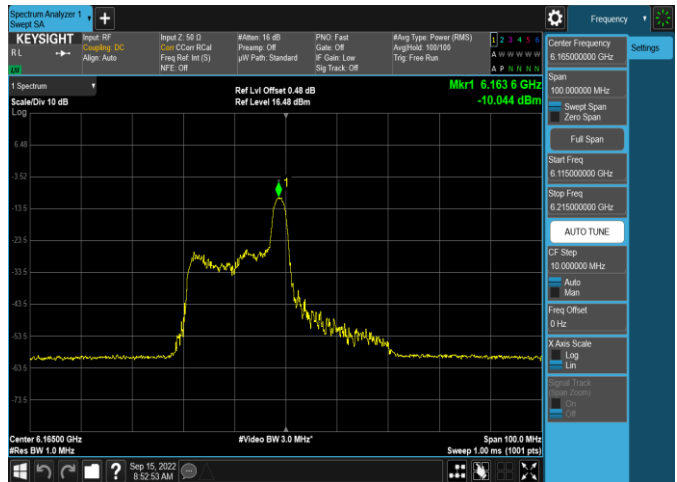 Spectrum Analyzer 1
Swept SA
KEYSIGHT
RL
Input: RF
Coupling: DC
Align: Auto
Input Z: 50 Ω
Corr CCorr RCal
Freq Ref: Int (S)
NFE: Off
#Atten: 16 dB
Preamp: Off
µW Path: Standard
PNO: Fast
Gate: Off
IF Gain: Low
Sig Track: Off
#Avg Type: Power (RMS)
Avg|Hold: 100/100
Trig: Free Run
1 2 3 4 5 6
A W W W W W
A P N N N N
1 Spectrum
Scale/Div 10 dB
Log
Ref Lvl Offset 0.48 dB
Ref Level 16.48 dBm
Mkr1 6.163 6 GHz
-10.044 dBm
1
6.48
-3.52
-13.5
-23.5
-33.5
-43.5
-53.5
-63.5
-73.5
Center 6.16500 GHz
#Res BW 1.0 MHz
#Video BW 3.0 MHz*
Span 100.0 MHz
Sweep 1.00 ms (1001 pts)
Sep 15, 2022
8:52:53 AM
Frequency
Settings
Center Frequency
6.165000000 GHz
Span
100.000000 MHz
Swept Span
Zero Span
Full Span
Start Freq
6.115000000 GHz
Stop Freq
6.215000000 GHz
AUTO TUNE
CF Step
10.000000 MHz
Auto
Man
Freq Offset
0 Hz
X Axis Scale
Log
Lin
Signal Track
(Span Zoom)
On
Off